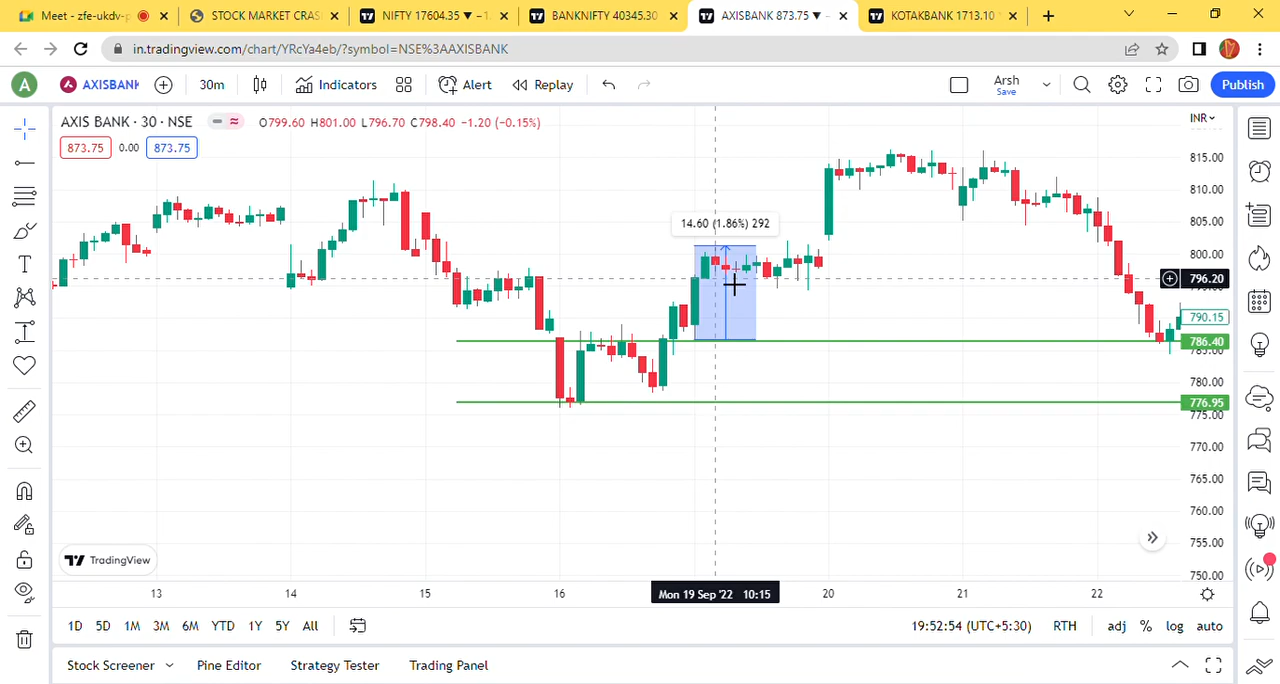 Meet - zfe-ukdv-p
STOCK MARKET CRAS
NIFTY 17604.35 ▼ −1.
BANKNIFTY 40345.30
AXISBANK 873.75 ▼ -
KOTAKBANK 1713.10
in.tradingview.com/chart/YRcYa4eb/?symbol=NSE%3AAXISBANK
A
AXISBANK
30m
Indicators
Alert
Replay
Arsh
Save
Publish
AXIS BANK · 30 · NSE
O799.60 H801.00 L796.70 C798.40 −1.20 (−0.15%)
INR
873.75
0.00
873.75
815.00
810.00
805.00
800.00
796.20
790.15
786.40
785.00
780.00
776.95
775.00
770.00
765.00
760.00
755.00
750.00
14.60 (1.86%) 292
TradingView
13
14
15
16
Mon 19 Sep '22 10:15
20
21
22
1D
5D
1M
3M
6M
YTD
1Y
5Y
All
19:52:54 (UTC+5:30)
RTH
adj
%
log
auto
Stock Screener
Pine Editor
Strategy Tester
Trading Panel